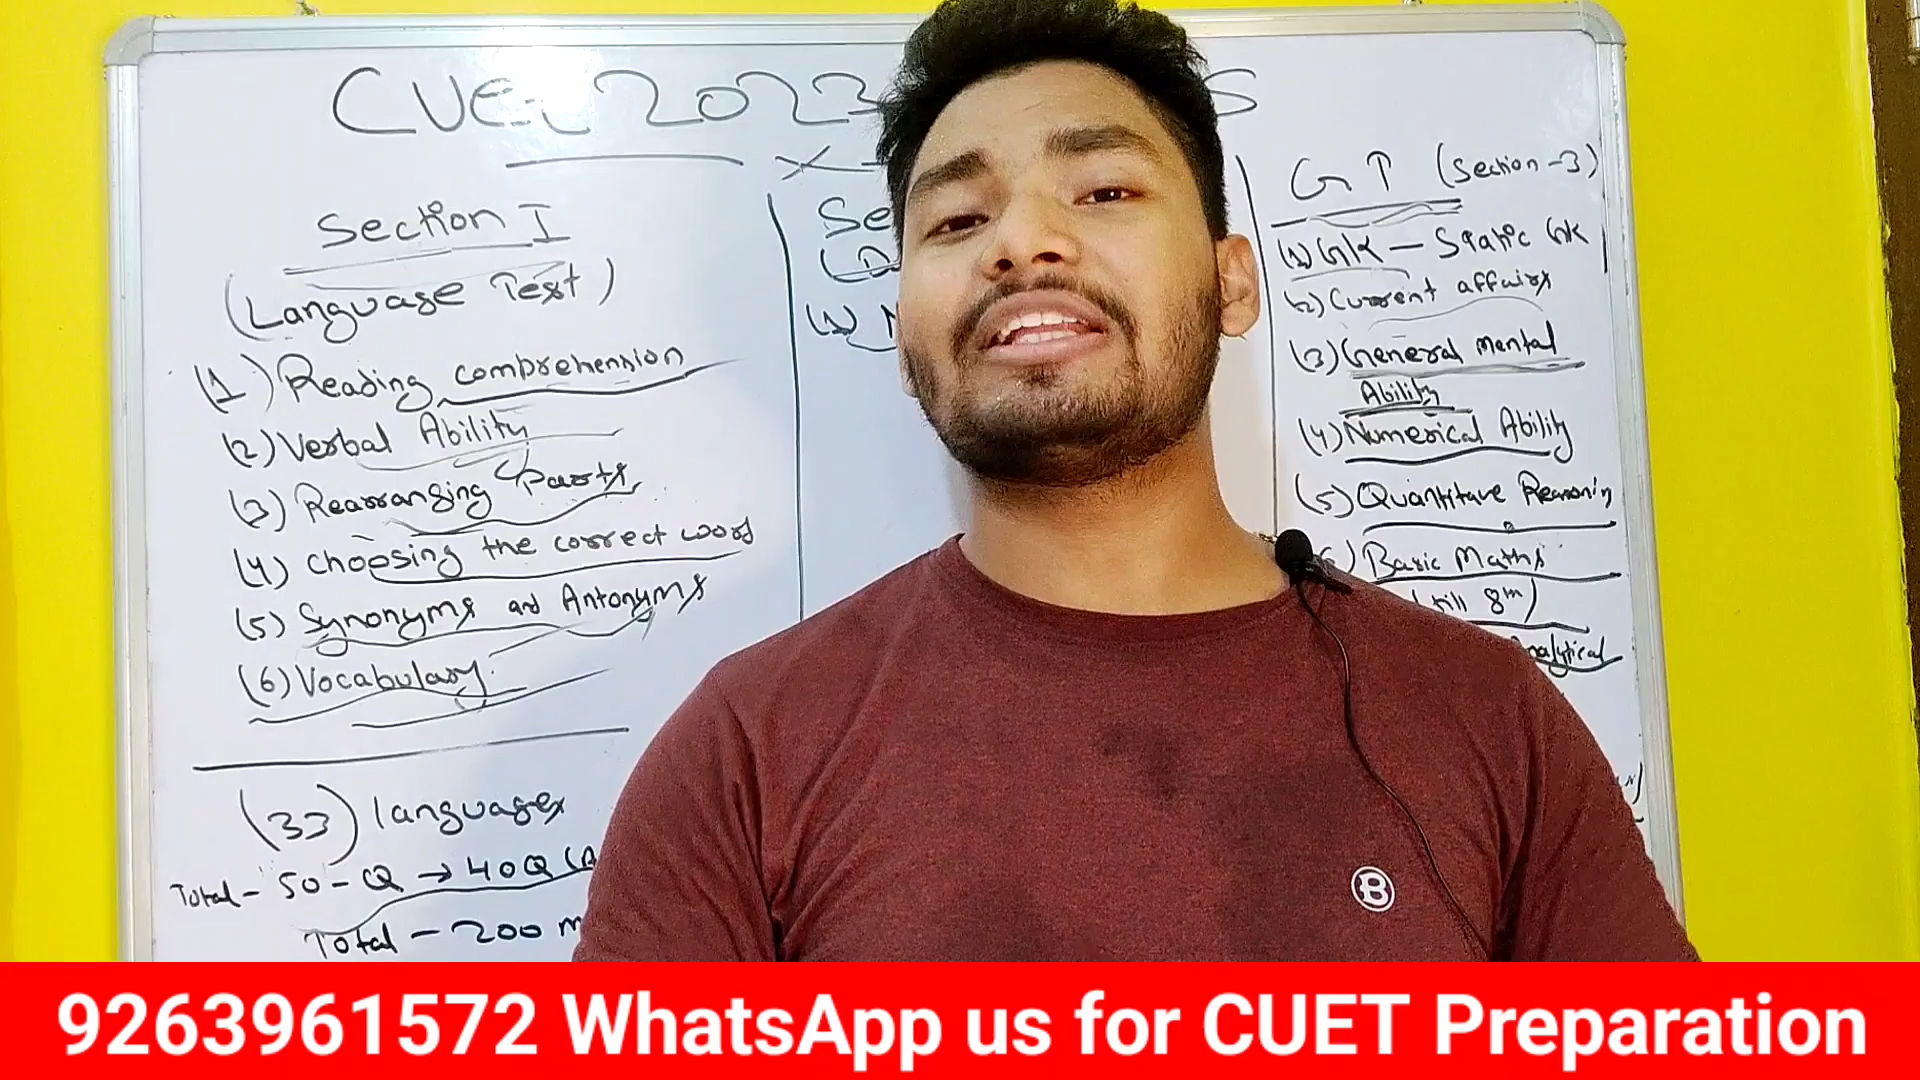 CUET 2023
Section I
(Language Test)
(1) Reading comprehension
(2) Verbal Ability
(3) Rearranging Parts
(4) choosing the correct word
(5) Synonyms and Antonyms
(6) Vocabulary
(33) languages
Total - 50 - Q → 40Q
Total - 200
Se
(1)
GT (Section-3)
(1) GK - Static GK
(2) Current affairs
(3) General mental
Ability
(4) Numerical Ability
(5) Quantitave Reasoning
Basic Maths
till 8th)
B
9263961572 WhatsApp us for CUET Preparation